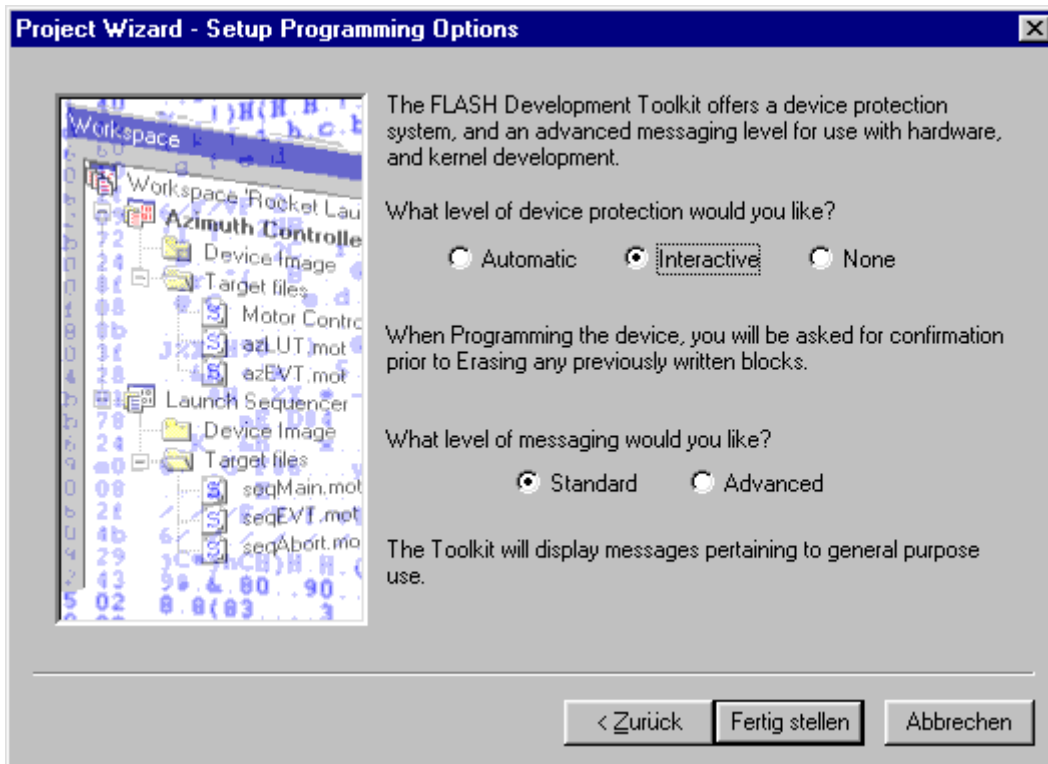 Project Wizard - Setup Programming Options
Workspace
Workspace 'Rocket Lau
Azimuth Controlle
Device Image
Target files
Motor Contro
azLUT.mot
azEVT.mot
Launch Sequencer
Device Image
Target files
seqMain.mot
seqEVT.mot
seqAbort.mo
The FLASH Development Toolkit offers a device protection
system, and an advanced messaging level for use with hardware,
and kernel development.
What level of device protection would you like?
Automatic Interactive None
When Programming the device, you will be asked for confirmation
prior to Erasing any previously written blocks.
What level of messaging would you like?
Standard Advanced
The Toolkit will display messages pertaining to general purpose
use.
< Zurück Fertig stellen Abbrechen